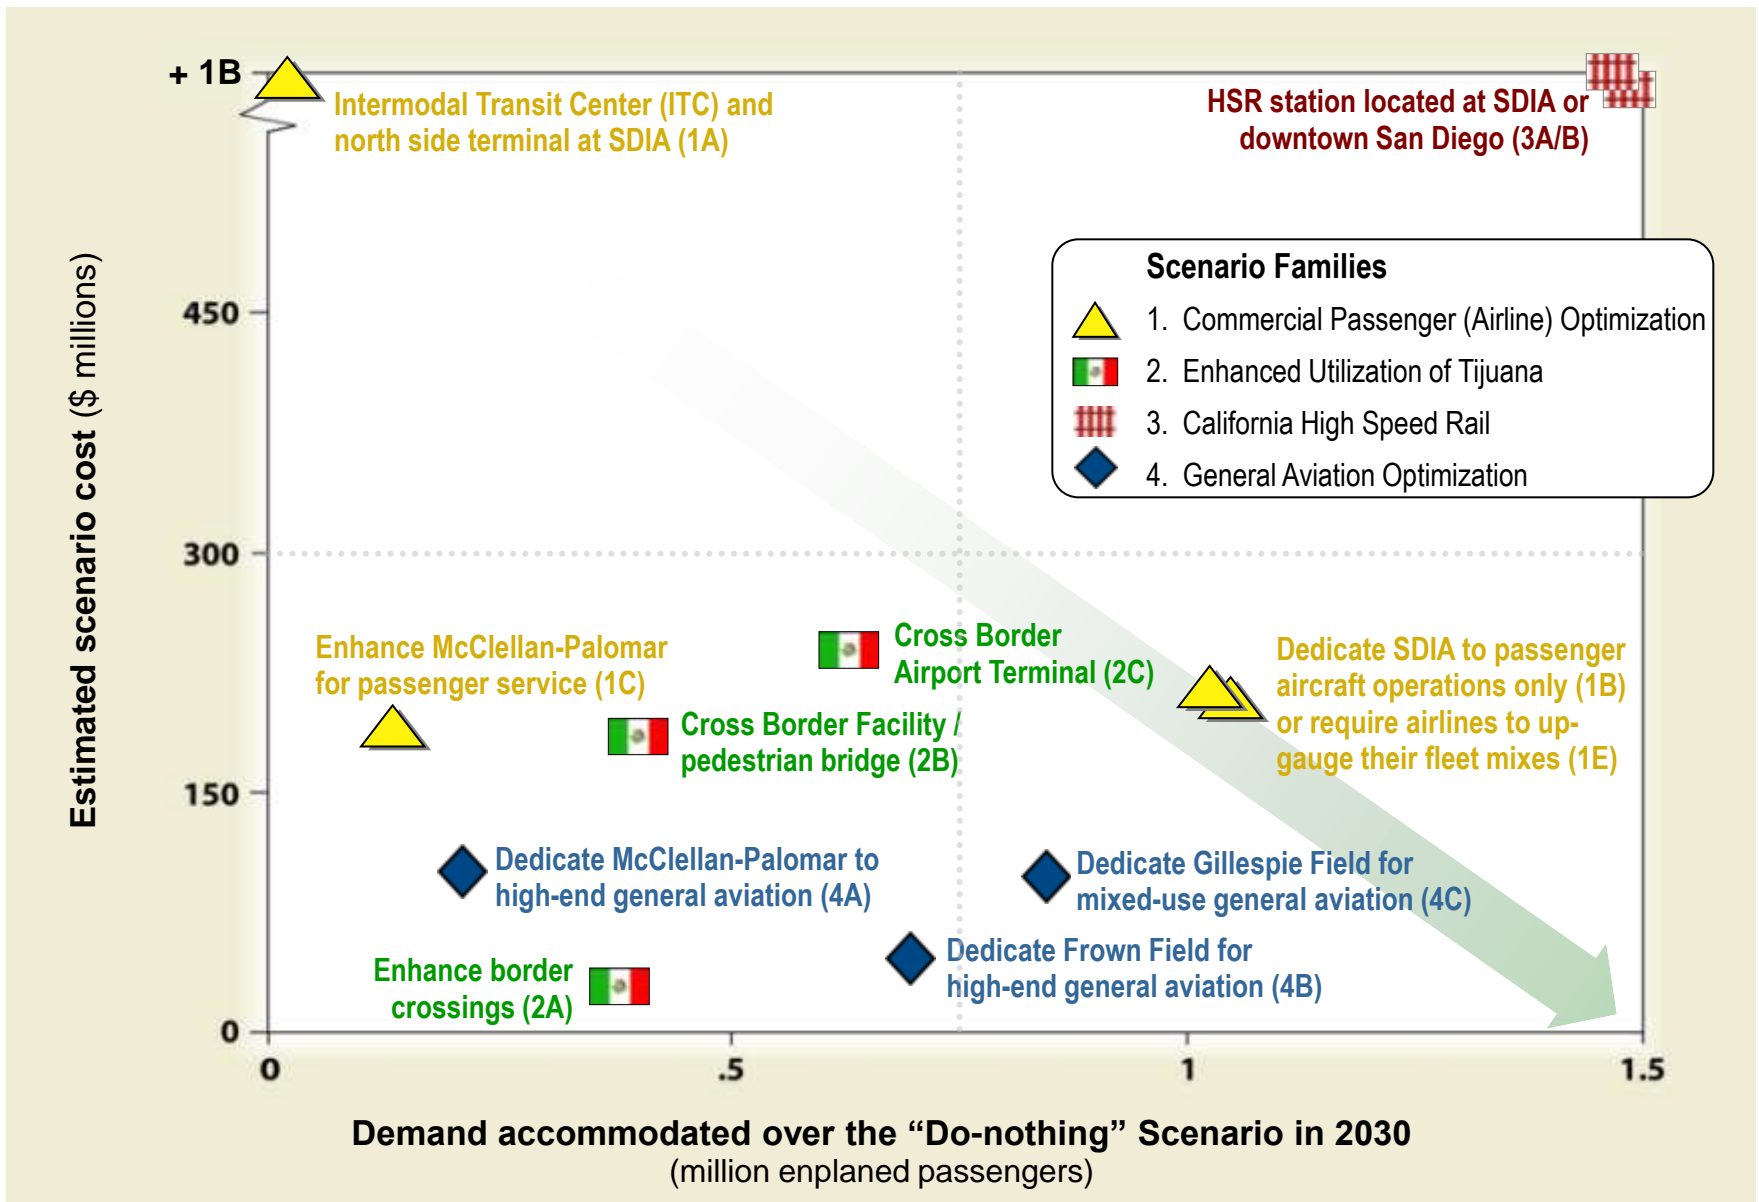 + 1B
Intermodal Transit Center (ITC) and
north side terminal at SDIA (1A)
HSR station located at SDIA or
downtown San Diego (3A/B)
Scenario Families
1. Commercial Passenger (Airline) Optimization
2. Enhanced Utilization of Tijuana
3. California High Speed Rail
4. General Aviation Optimization
Estimated scenario cost ($ millions)
450
300
150
0
Enhance McClellan-Palomar
for passenger service (1C)
Cross Border
Airport Terminal (2C)
Cross Border Facility /
pedestrian bridge (2B)
Dedicate SDIA to passenger
aircraft operations only (1B)
or require airlines to up-
gauge their fleet mixes (1E)
Dedicate McClellan-Palomar to
high-end general aviation (4A)
Dedicate Gillespie Field for
mixed-use general aviation (4C)
Enhance border
crossings (2A)
Dedicate Frown Field for
high-end general aviation (4B)
0
.5
1
1.5
Demand accommodated over the “Do-nothing” Scenario in 2030
(million enplaned passengers)